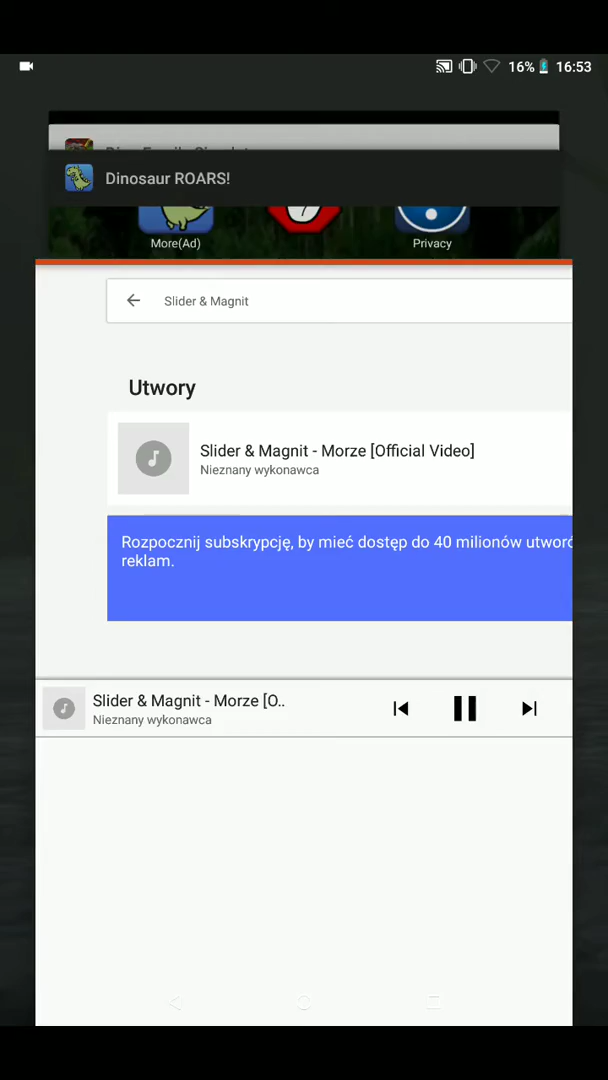 16% 16:53
Dinosaur ROARS!
7
More(Ad)
Privacy
Slider & Magnit
Utwory
Slider & Magnit - Morze [Official Video]
Nieznany wykonawca
Rozpocznij subskrypcję, by mieć dostęp do 40 milionów utworó
reklam.
Slider & Magnit - Morze [O..
Nieznany wykonawca